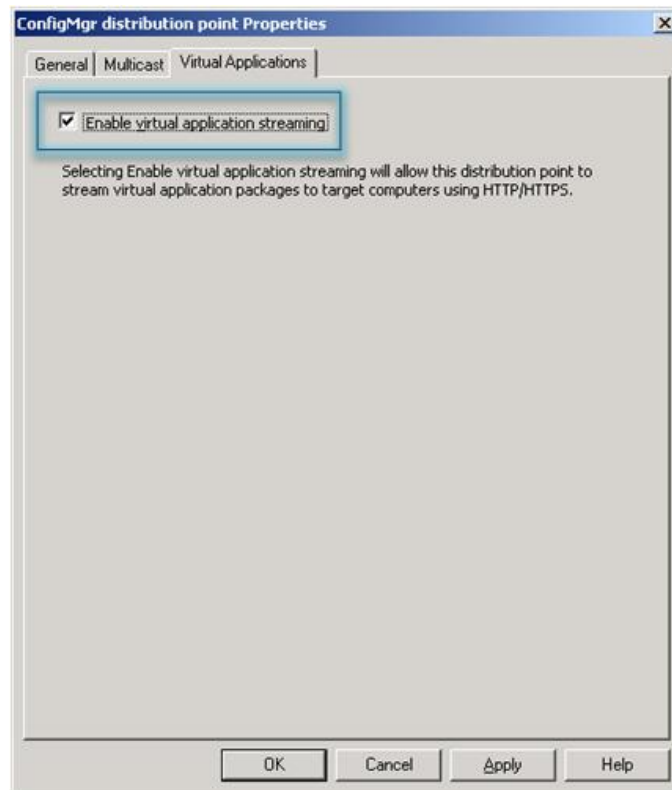 ConfigMgr distribution point Properties
General Multicast Virtual Applications
Enable virtual application streaming
Selecting Enable virtual application streaming will allow this distribution point to
stream virtual application packages to target computers using HTTP/HTTPS.
OK Cancel Apply Help